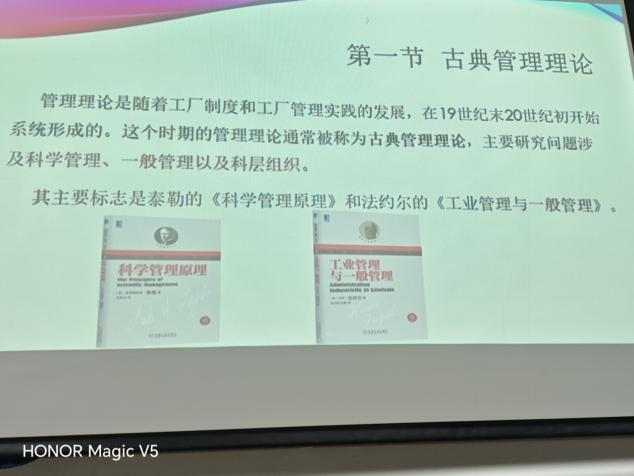 第一节 古典管理理论
管理理论是随着工厂制度和工厂管理实践的发展，在19世纪末20世纪初开始
系统形成的。这个时期的管理理论通常被称为古典管理理论，主要研究问题涉
及科学管理、一般管理以及科层组织。
其主要标志是泰勒的《科学管理原理》和法约尔的《工业管理与一般管理》。
科学管理原理
The Principles of
Scientific Management
工业管理
与一般管理
Administration
Industrielle Et Générale
HONOR Magic V5